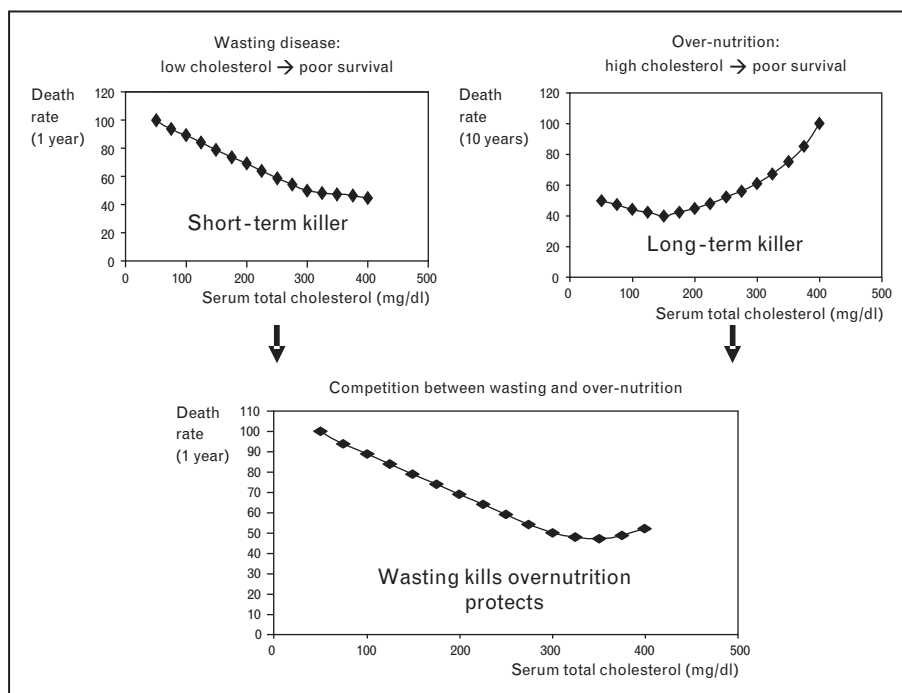 Wasting disease:
low cholesterol → poor survival
Death
rate
(1 year)
120
100
80
60
40
20
0
0 100 200 300 400 500
Serum total cholesterol (mg/dl)
Short-term killer
Over-nutrition:
high cholesterol → poor survival
Death
rate
(10 years)
120
100
80
60
40
20
0
0 100 200 300 400 500
Serum total cholesterol (mg/dl)
Long-term killer
Competition between wasting and over-nutrition
Death
rate
(1 year)
110
100
90
80
70
60
50
40
30
20
10
0
0 100 200 300 400 500
Serum total cholesterol (mg/dl)
Wasting kills overnutrition
protects